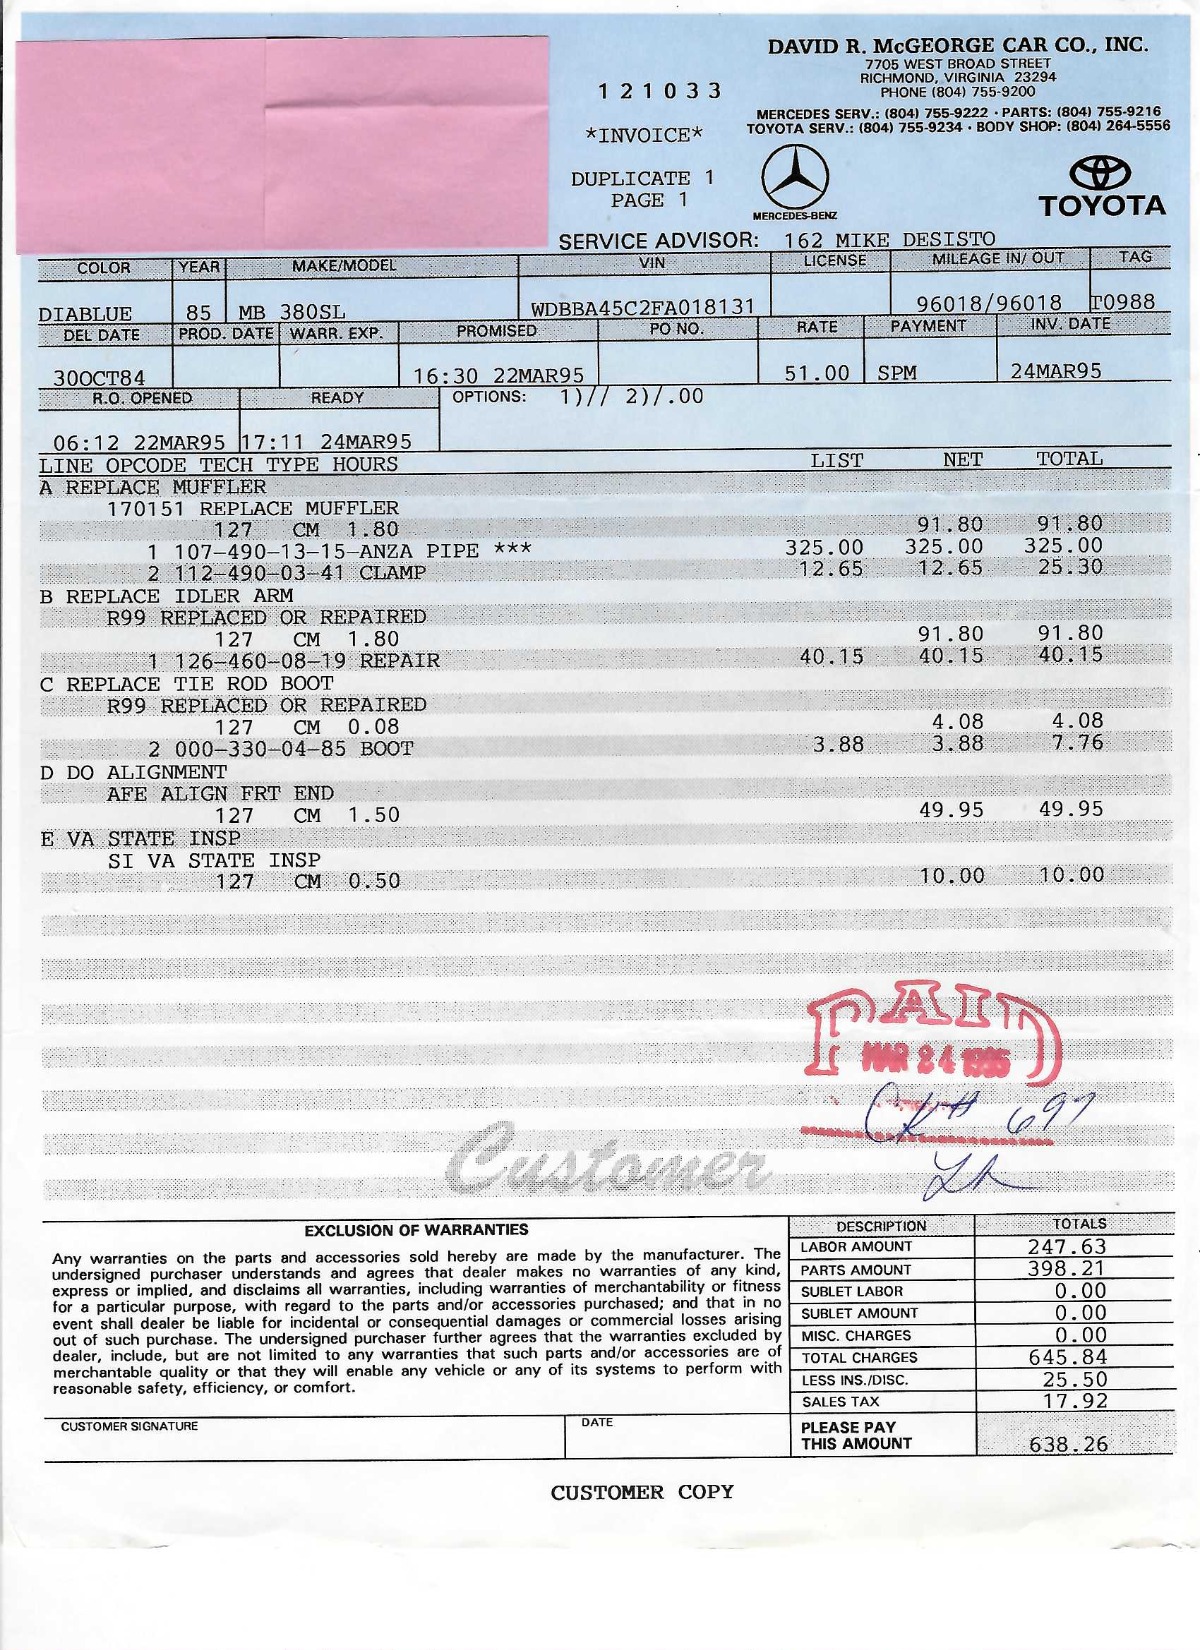 DAVID R. McGEORGE CAR CO., INC.
7705 WEST BROAD STREET
RICHMOND, VIRGINIA 23294
PHONE (804) 755-9200
MERCEDES SERV.: (804) 755-9222 · PARTS: (804) 755-9216
TOYOTA SERV.: (804) 755-9234 · BODY SHOP: (804) 264-5556
121033
*INVOICE*
DUPLICATE 1
PAGE 1
MERCEDES-BENZ
TOYOTA
SERVICE ADVISOR: 162 MIKE DESISTO
COLOR YEAR MAKE/MODEL VIN LICENSE MILEAGE IN/ OUT TAG
DIABLUE 85 MB 380SL WDBBA45C2FA018131 96018/96018 T0988
DEL DATE PROD. DATE WARR. EXP. PROMISED PO NO. RATE PAYMENT INV. DATE
30OCT84 16:30 22MAR95 51.00 SPM 24MAR95
R.O. OPENED READY OPTIONS: 1)// 2)/.00
06:12 22MAR95 17:11 24MAR95
LINE OPCODE TECH TYPE HOURS LIST NET TOTAL
A REPLACE MUFFLER
170151 REPLACE MUFFLER
127 CM 1.80 91.80 91.80
1 107-490-13-15-ANZA PIPE *** 325.00 325.00 325.00
2 112-490-03-41 CLAMP 12.65 12.65 25.30
B REPLACE IDLER ARM
R99 REPLACED OR REPAIRED
127 CM 1.80 91.80 91.80
1 126-460-08-19 REPAIR 40.15 40.15 40.15
C REPLACE TIE ROD BOOT
R99 REPLACED OR REPAIRED
127 CM 0.08 4.08 4.08
2 000-330-04-85 BOOT 3.88 3.88 7.76
D DO ALIGNMENT
AFE ALIGN FRT END
127 CM 1.50 49.95 49.95
E VA STATE INSP
SI VA STATE INSP
127 CM 0.50 10.00 10.00
PAID
MAR 24 1995
CK# 697
Customer
EXCLUSION OF WARRANTIES
Any warranties on the parts and accessories sold hereby are made by the manufacturer. The
undersigned purchaser understands and agrees that dealer makes no warranties of any kind,
express or implied, and disclaims all warranties, including warranties of merchantability or fitness
for a particular purpose, with regard to the parts and/or accessories purchased; and that in no
event shall dealer be liable for incidental or consequential damages or commercial losses arising
out of such purchase. The undersigned purchaser further agrees that the warranties excluded by
dealer, include, but are not limited to any warranties that such parts and/or accessories are of
merchantable quality or that they will enable any vehicle or any of its systems to perform with
reasonable safety, efficiency, or comfort.
CUSTOMER SIGNATURE DATE
DESCRIPTION TOTALS
LABOR AMOUNT 247.63
PARTS AMOUNT 398.21
SUBLET LABOR 0.00
SUBLET AMOUNT 0.00
MISC. CHARGES 0.00
TOTAL CHARGES 645.84
LESS INS./DISC. 25.50
SALES TAX 17.92
PLEASE PAY
THIS AMOUNT 638.26
CUSTOMER COPY